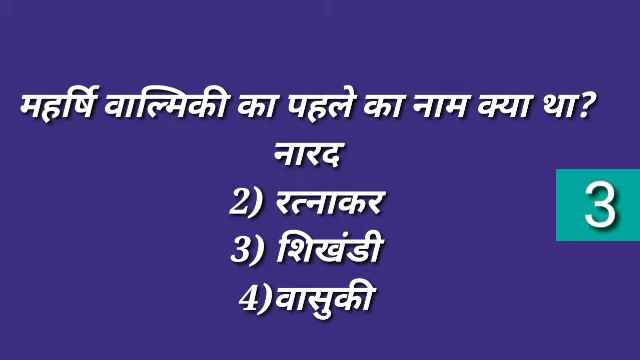 महर्षि वाल्मिकी का पहले का नाम क्या था?
नारद
2) रत्नाकर
3) शिखंडी
4)वासुकी
3